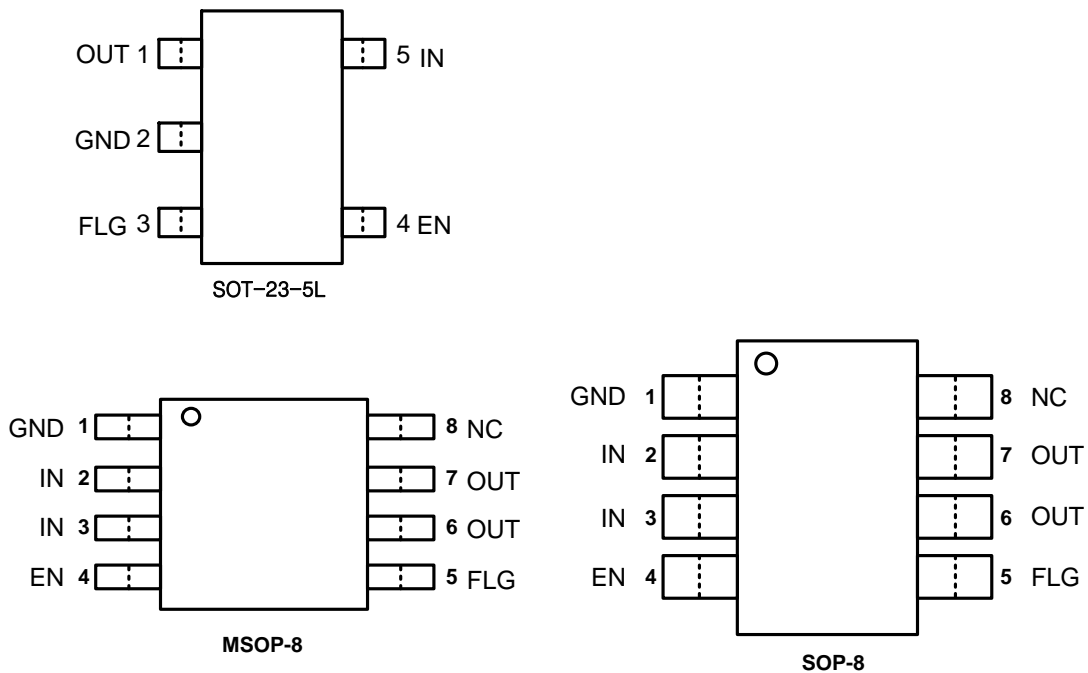 OUT 1 5 IN
GND 2
FLG 3 4 EN
SOT-23-5L
GND 1 8 NC
IN 2 7 OUT
IN 3 6 OUT
EN 4 5 FLG
MSOP-8
GND 1 8 NC
IN 2 7 OUT
IN 3 6 OUT
EN 4 5 FLG
SOP-8